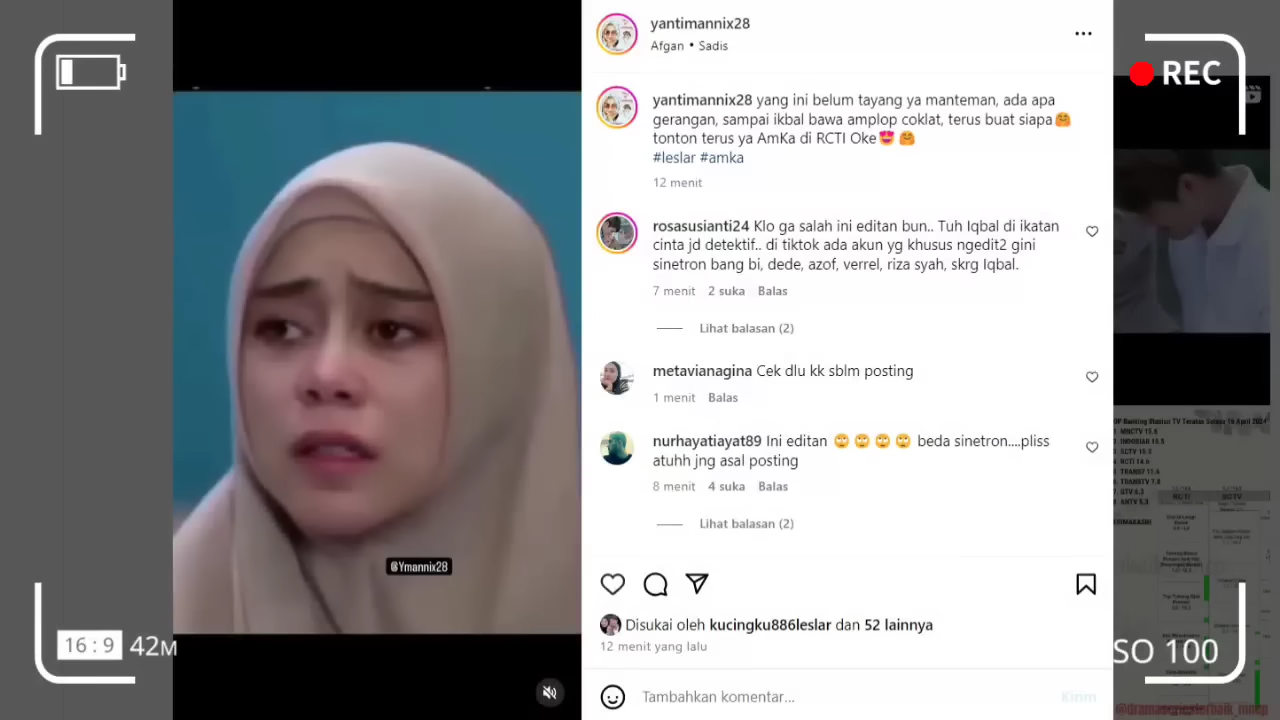 yantimannix28
Afgan • Sadis
REC
yantimannix28 yang ini belum tayang ya manteman, ada apa
gerangan, sampai ikbal bawa amplop coklat, terus buat siapa🤗
tonton terus ya AmKa di RCTI Oke😍🤗
#leslar #amka
12 menit
rosasusianti24 Klo ga salah ini editan bun.. Tuh Iqbal di ikatan
cinta jd detektif.. di tiktok ada akun yg khusus ngedit2 gini
sinetron bang bi, dede, azof, verrel, riza syah, skrg Iqbal.
7 menit 2 suka Balas
Lihat balasan (2)
metavianagina Cek dlu kk sblm posting
1 menit Balas
nurhayatiayat89 Ini editan 🙄 🙄 🙄 🙄 beda sinetron....pliss
atuhh jng asal posting
8 menit 4 suka Balas
Lihat balasan (2)
@Ymannix28
Disukai oleh kucingku886leslar dan 52 lainnya
12 menit yang lalu
Tambahkan komentar...
Kirim
16 : 9 42M
SO 100
RCTI
SCTV